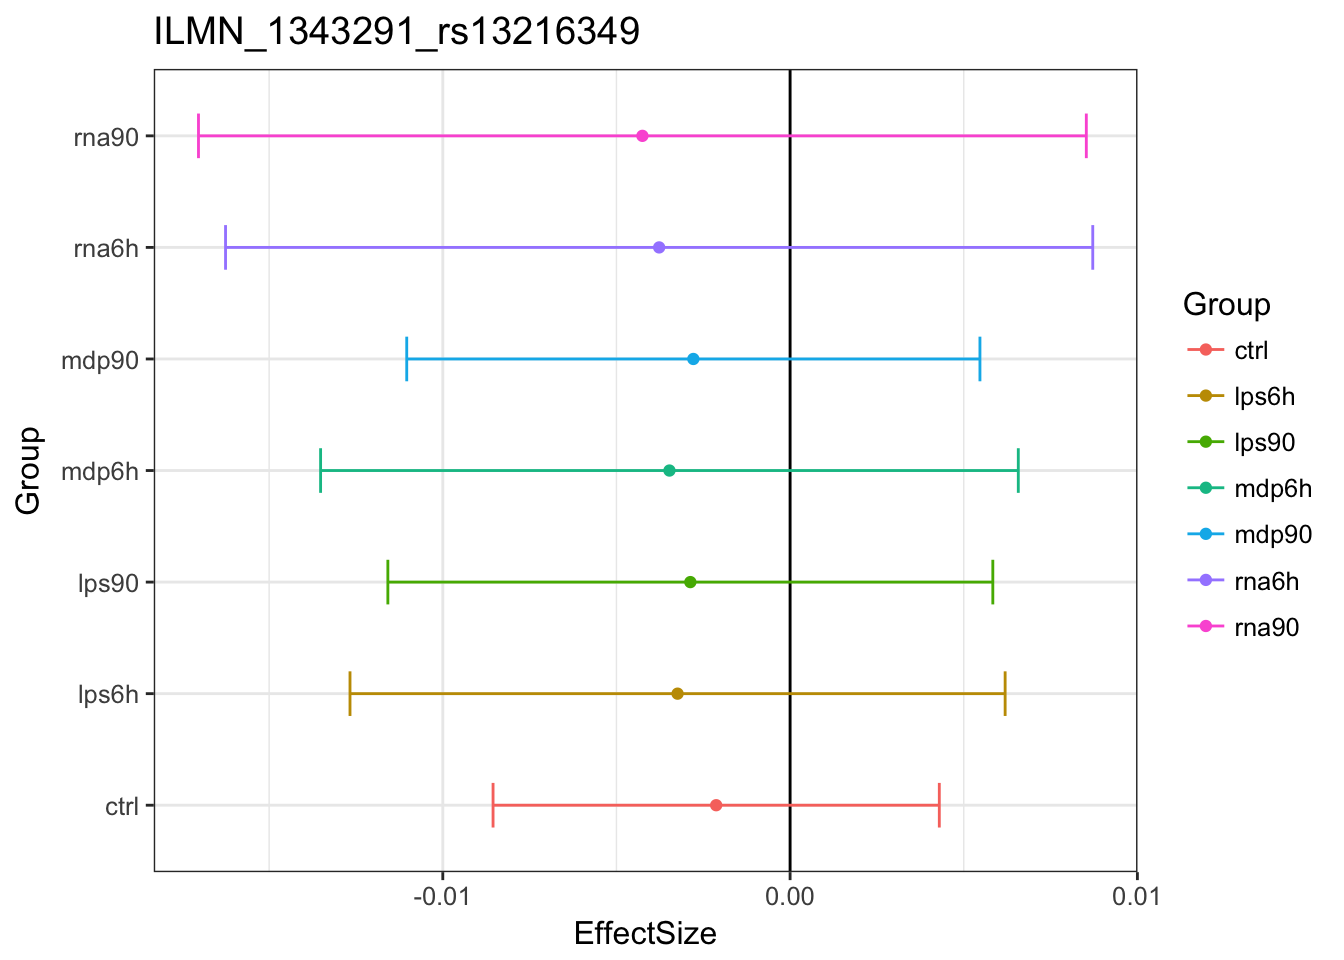 ILMN_1343291_rs13216349
rna90
rna6h
mdp90
mdp6h
lps90
lps6h
ctrl
Group
-0.01
0.00
0.01
EffectSize
Group
ctrl
lps6h
lps90
mdp6h
mdp90
rna6h
rna90